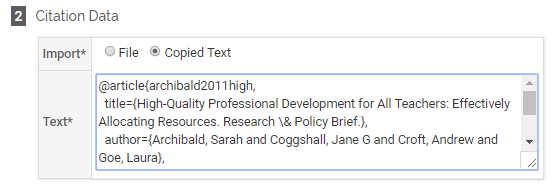 2 Citation Data
Import* File Copied Text
Text*
@article{archibald2011high,
title={High-Quality Professional Development for All Teachers: Effectively
Allocating Resources. Research \& Policy Brief.},
author={Archibald, Sarah and Coggshall, Jane G and Croft, Andrew and
Goe, Laura},